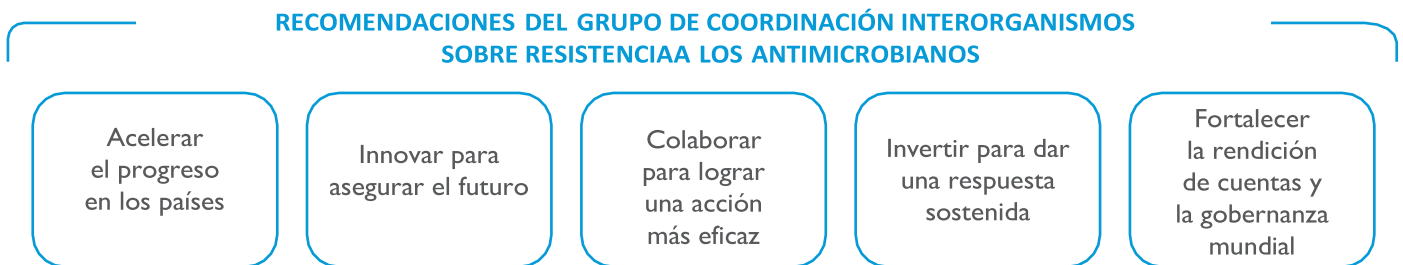 RECOMENDACIONES DEL GRUPO DE COORDINACIÓN INTERORGANISMOS
SOBRE RESISTENCIAA LOS ANTIMICROBIANOS
Acelerar
el progreso
en los países
Innovar para
asegurar el futuro
Colaborar
para lograr
una acción
más eficaz
Invertir para dar
una respuesta
sostenida
Fortalecer
la rendición
de cuentas y
la gobernanza
mundial